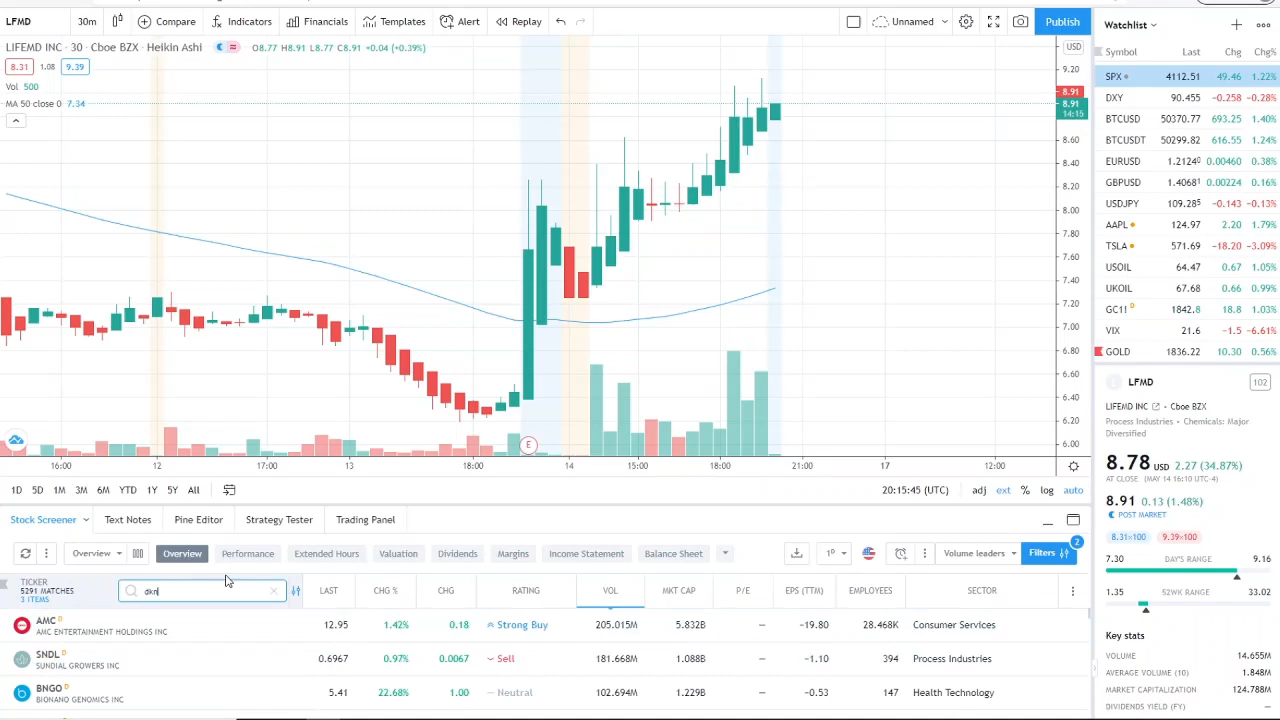 LFMD 30m Compare Indicators Financials Templates Alert Replay Unnamed Publish
LIFEMD INC · 30 · Cboe BZX · Heikin Ashi O8.77 H8.91 L8.77 C8.91 +0.04 (+0.39%)
8.31 1.08 9.39
Vol 500
MA 50 close 0 7.34
USD
9.20
8.91
8.91
14:15
8.60
8.40
8.20
8.00
7.80
7.60
7.40
7.20
7.00
6.80
6.60
6.40
6.20
6.00
E
16:00 12 17:00 13 18:00 14 15:00 18:00 21:00 17 12:00
1D 5D 1M 3M 6M YTD 1Y 5Y All 20:15:45 (UTC) adj ext % log auto
Stock Screener Text Notes Pine Editor Strategy Tester Trading Panel
Overview Overview Performance Extended Hours Valuation Dividends Margins Income Statement Balance Sheet 1D Volume leaders Filters 2
TICKER
5291 MATCHES
3 ITEMS
dkn LAST CHG % CHG RATING VOL MKT CAP P/E EPS (TTM) EMPLOYEES SECTOR
AMC D 12.95 1.42% 0.18 Strong Buy 205.015M 5.832B — −19.80 28.468K Consumer Services
AMC ENTERTAINMENT HOLDINGS INC
SNDL D 0.6967 0.97% 0.0067 Sell 181.668M 1.088B — −1.10 394 Process Industries
SUNDIAL GROWERS INC
BNGO D 5.41 22.68% 1.00 Neutral 102.694M 1.229B — −0.53 147 Health Technology
BIONANO GENOMICS INC
Watchlist
Symbol Last Chg Chg%
SPX 4112.51 49.46 1.22%
DXY 90.455 −0.258 −0.28%
BTCUSD 50370.77 693.25 1.40%
BTCUSDT 50299.82 616.55 1.24%
EURUSD 1.21240 0.00460 0.38%
GBPUSD 1.40681 0.00224 0.16%
USDJPY 109.285 −0.143 −0.13%
AAPL 124.97 2.20 1.79%
TSLA 571.69 −18.20 −3.09%
USOIL 64.47 0.67 1.05%
UKOIL 67.68 0.66 0.99%
GC11 D 1842.8 18.8 1.03%
VIX 21.6 −1.5 −6.61%
GOLD 1836.22 10.30 0.56%
LFMD 102
LIFEMD INC · Cboe BZX
Process Industries · Chemicals: Major
Diversified
8.78 USD 2.27 (34.87%)
AT CLOSE (MAY 14 16:10 UTC-4)
8.91 0.13 (1.48%)
POST MARKET
8.31×100 9.39×100
7.30 DAY'S RANGE 9.16
1.35 52WK RANGE 33.02
Key stats
VOLUME 14.655M
AVERAGE VOLUME (10) 1.848M
MARKET CAPITALIZATION 124.788M
DIVIDENDS YIELD (FY) —